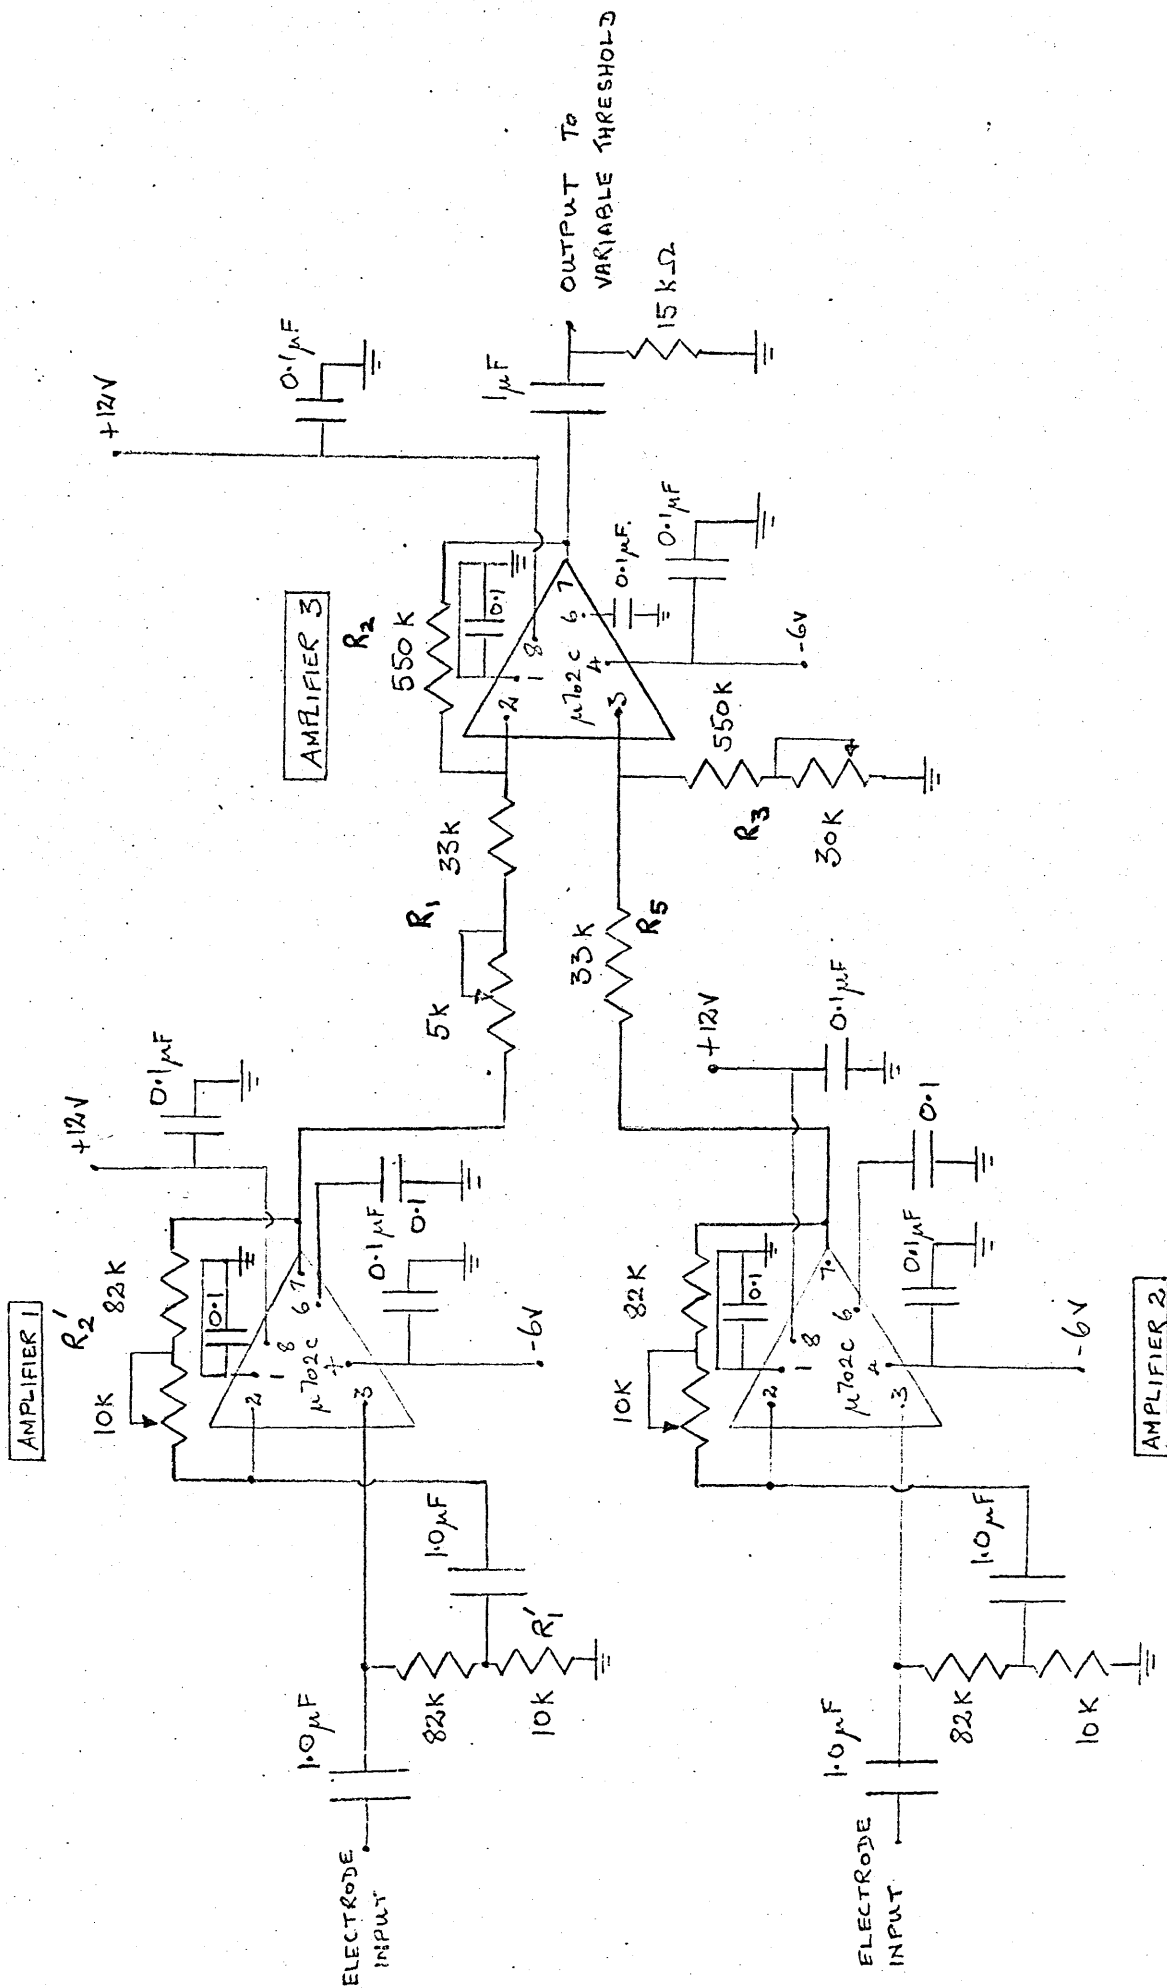 AMPLIFIER 1
R2'
10K
82K
+12V
0.1µF
0.1
2
1
8
7
6
µ702C
4
3
0.1µF
0.1
-6V
ELECTRODE
INPUT
1.0µF
82K
10K
R1'
1.0µF
5K
R1
33K
AMPLIFIER 3
R2
550K
+12V
0.1µF
0.1
2
1
8
7
6
µ702C
4
3
0.1µF.
0.1µF
-6V
1µF
OUTPUT TO
VARIABLE THRESHOLD
15KΩ
33K
R5
550K
R3
30K
10K
82K
+12V
0.1µF
0.1
2
1
8
7
6
µ702C
4
3
0.1µF
0.1
-6V
ELECTRODE
INPUT
1.0µF
82K
10K
1.0µF
AMPLIFIER 2